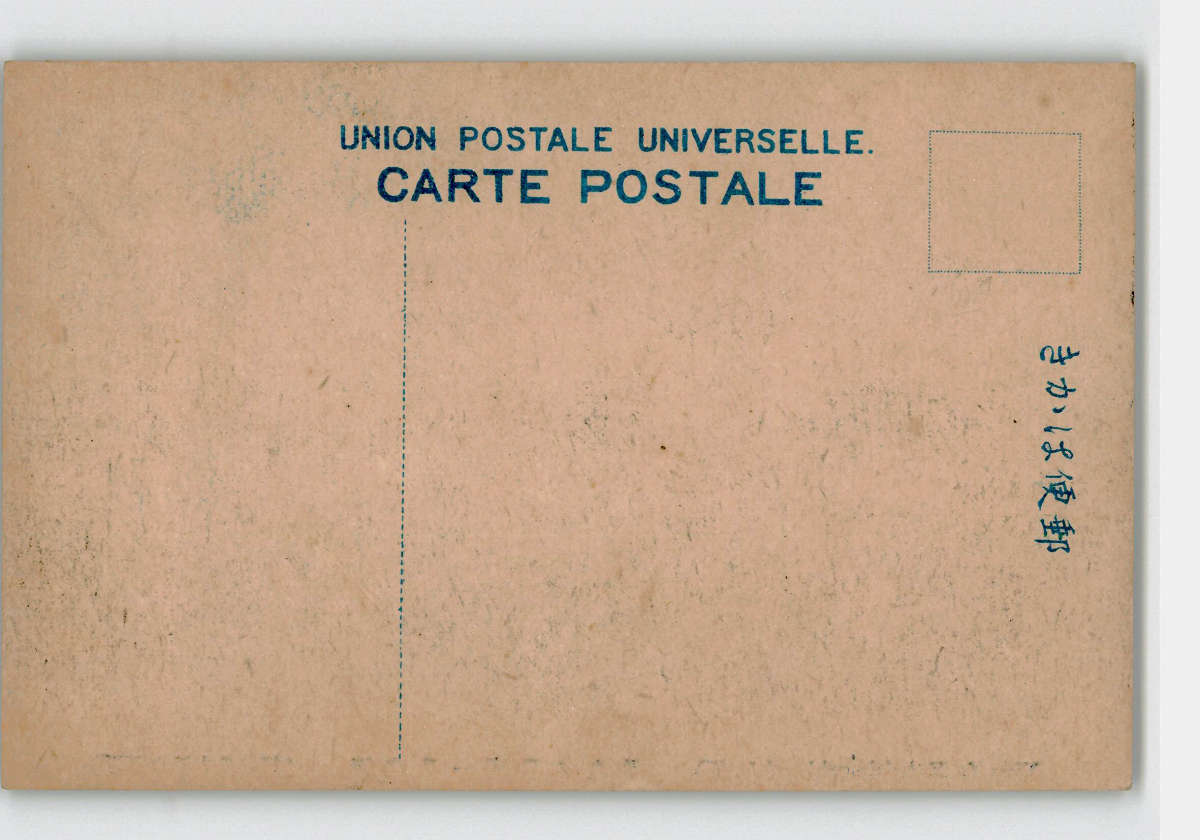 UNION POSTALE UNIVERSELLE.
CARTE POSTALE
郵便はかき